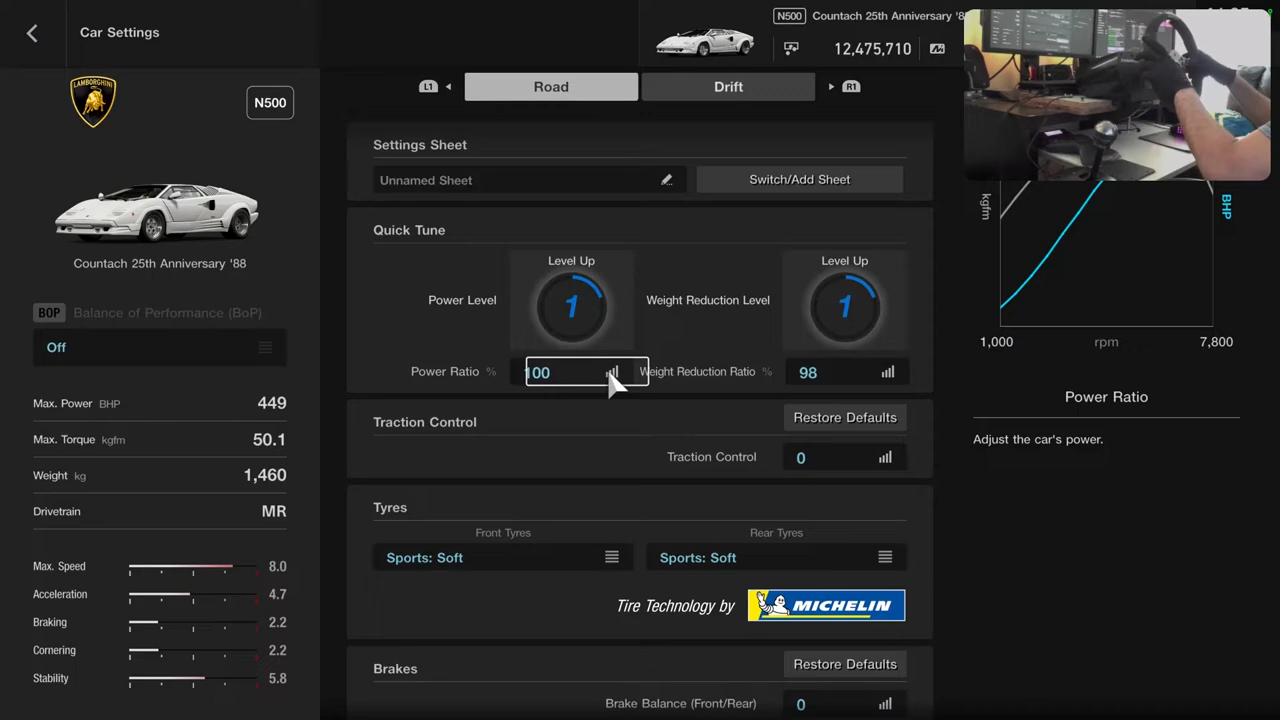 Car Settings
N500 Countach 25th Anniversary '8
12,475,710
LAMBORGHINI
N500
L1 Road Drift R1
Settings Sheet
Unnamed Sheet Switch/Add Sheet
Quick Tune
Level Up Level Up
Power Level 1 Weight Reduction Level 1
Power Ratio % 100 Weight Reduction Ratio % 98
Countach 25th Anniversary '88
BOP Balance of Performance (BoP)
Off
Max. Power BHP 449
Max. Torque kgfm 50.1
Weight kg 1,460
Drivetrain MR
Max. Speed 8.0
Acceleration 4.7
Braking 2.2
Cornering 2.2
Stability 5.8
Traction Control Restore Defaults
Traction Control 0
Tyres
Front Tyres Rear Tyres
Sports: Soft Sports: Soft
Tire Technology by MICHELIN
Brakes Restore Defaults
Brake Balance (Front/Rear) 0
kgfm BHP
1,000 rpm 7,800
Power Ratio
Adjust the car's power.